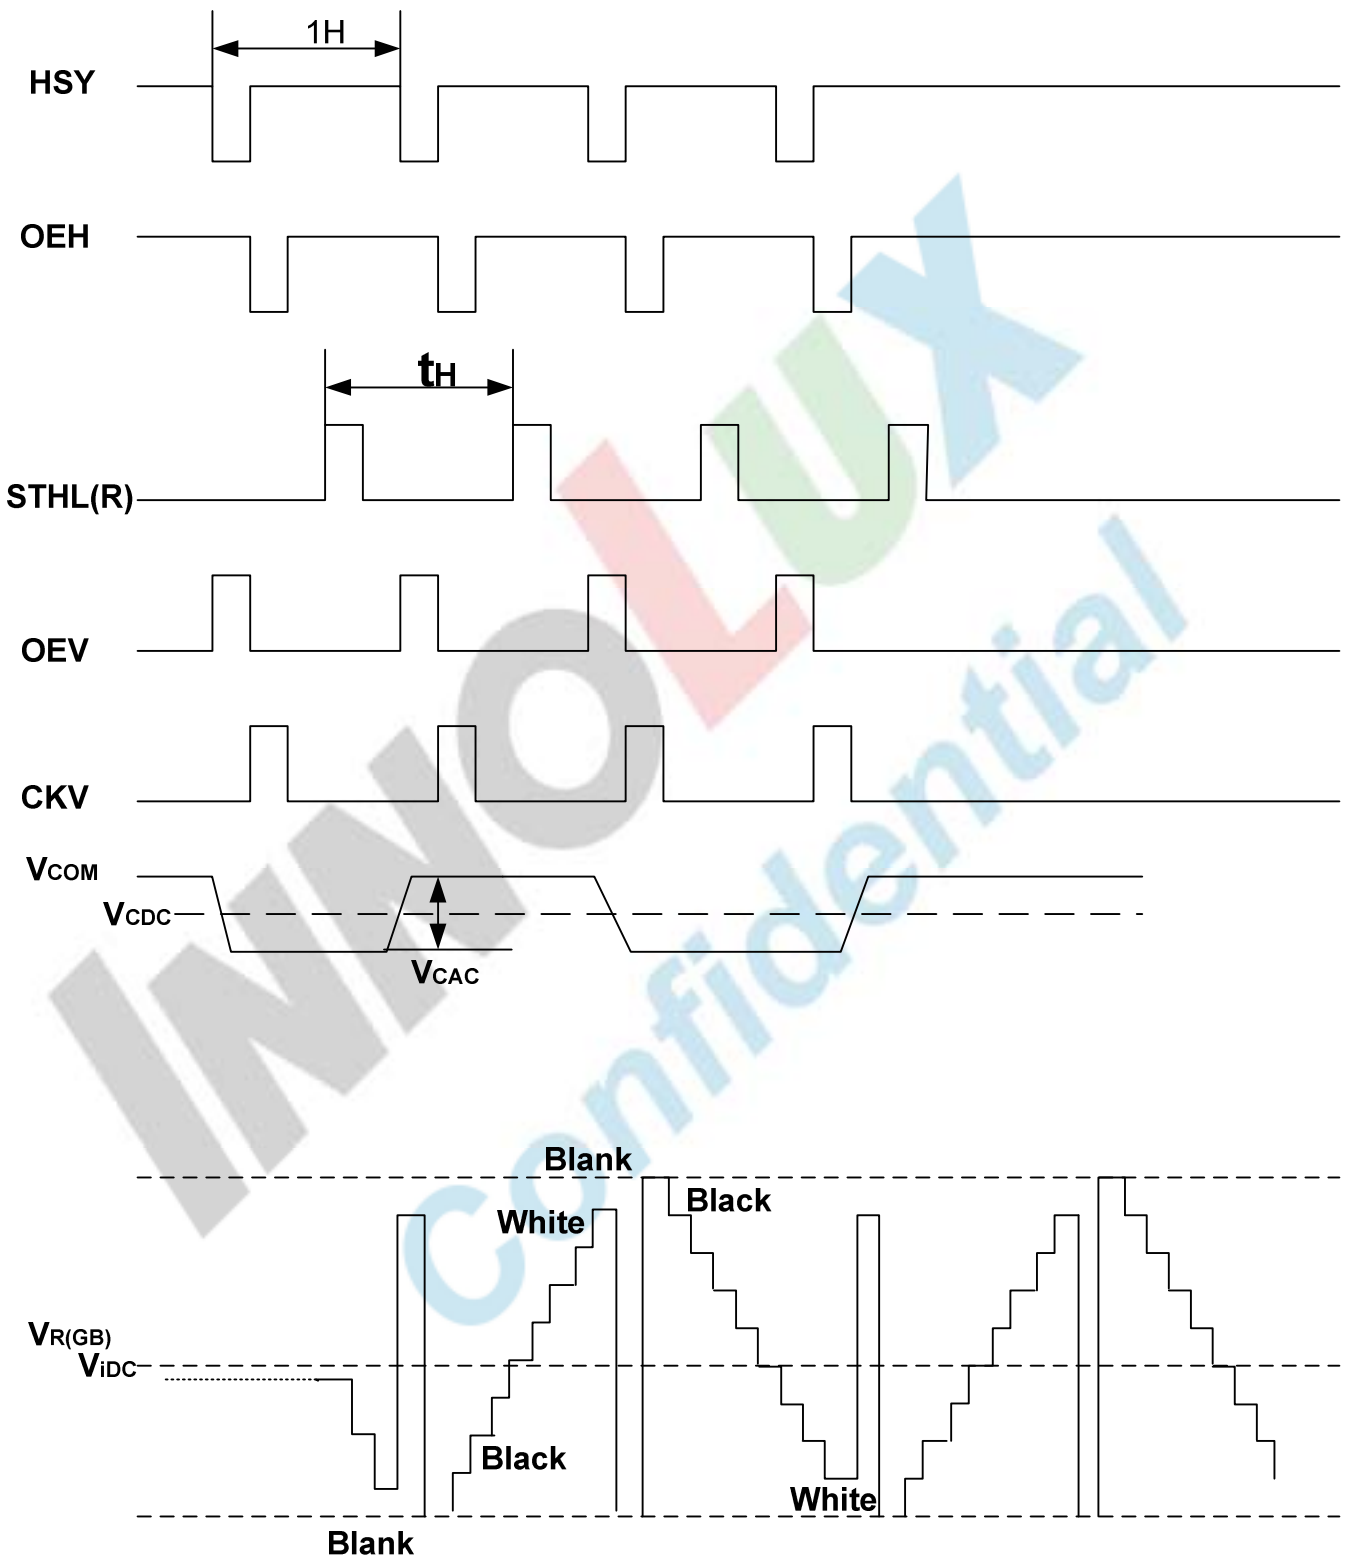 1H
HSY
OEH
tH
STHL(R)
OEV
CKV
VCOM
VCDC
VCAC
Blank
Black
White
VR(GB)
ViDC
Black
White
Blank
INNOLUX
Confidential